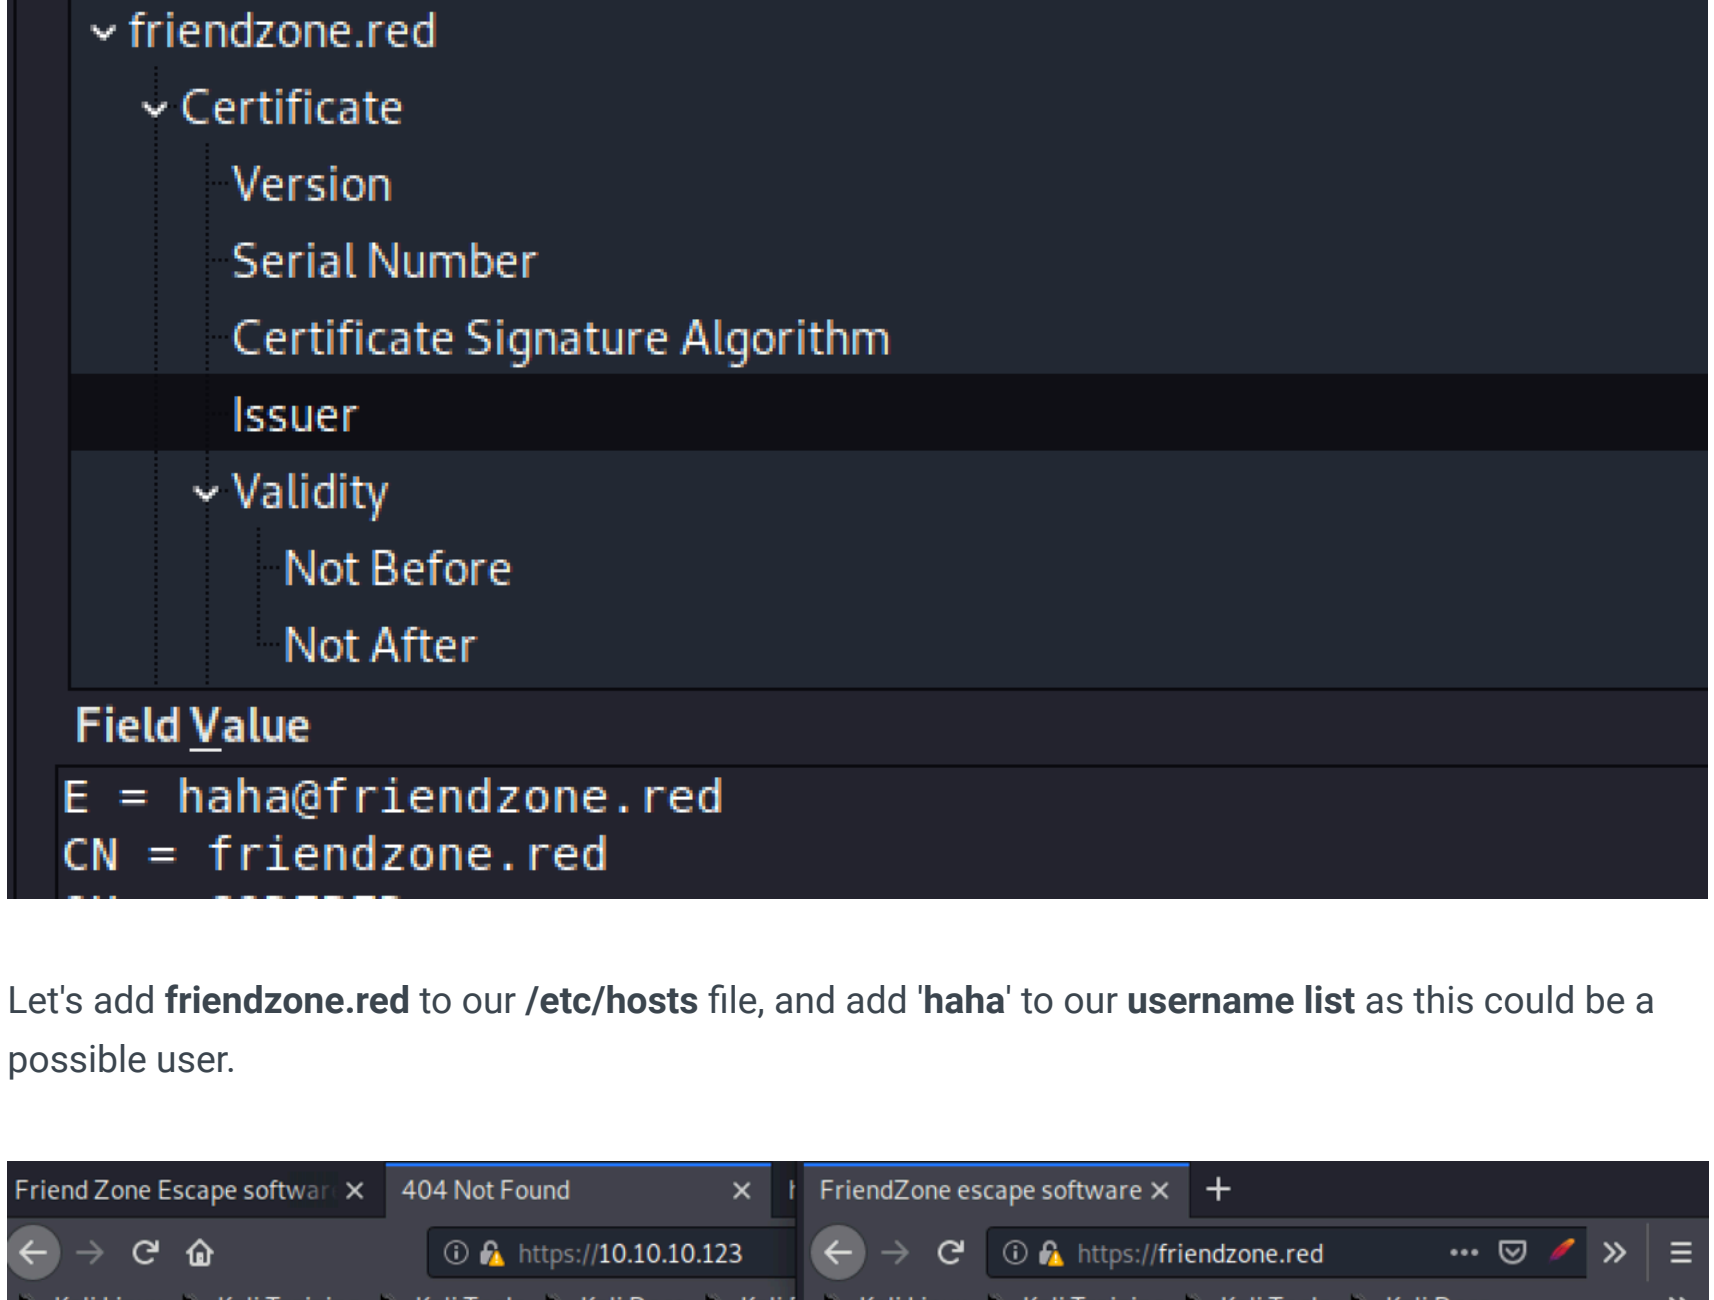 friendzone.red
Certificate
Version
Serial Number
Certificate Signature Algorithm
Issuer
Validity
Not Before
Not After
Field Value
E = haha@friendzone.red
CN = friendzone.red
Let's add friendzone.red to our /etc/hosts file, and add 'haha' to our username list as this could be a
possible user.
Friend Zone Escape softwar
404 Not Found
FriendZone escape software
https://10.10.10.123
https://friendzone.red